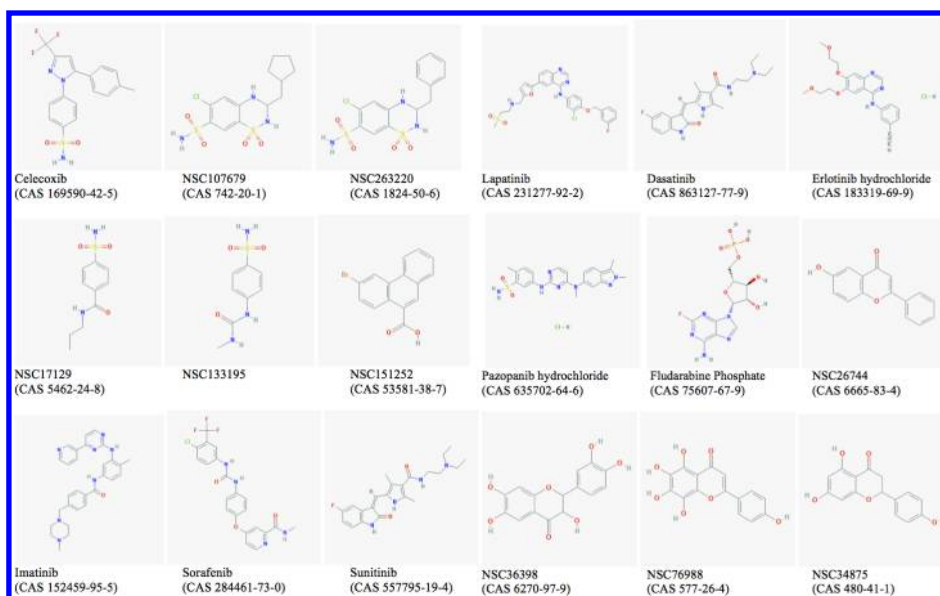 Celecoxib
(CAS 169590-42-5)
NSC107679
(CAS 742-20-1)
NSC263220
(CAS 1824-50-6)
Lapatinib
(CAS 231277-92-2)
Dasatinib
(CAS 863127-77-9)
Erlotinib hydrochloride
(CAS 183319-69-9)
NSC17129
(CAS 5462-24-8)
NSC133195
NSC151252
(CAS 53581-38-7)
Pazopanib hydrochloride
(CAS 635702-64-6)
Fludarabine Phosphate
(CAS 75607-67-9)
NSC26744
(CAS 6665-83-4)
Imatinib
(CAS 152459-95-5)
Sorafenib
(CAS 284461-73-0)
Sunitinib
(CAS 557795-19-4)
NSC36398
(CAS 6270-97-9)
NSC76988
(CAS 577-26-4)
NSC34875
(CAS 480-41-1)